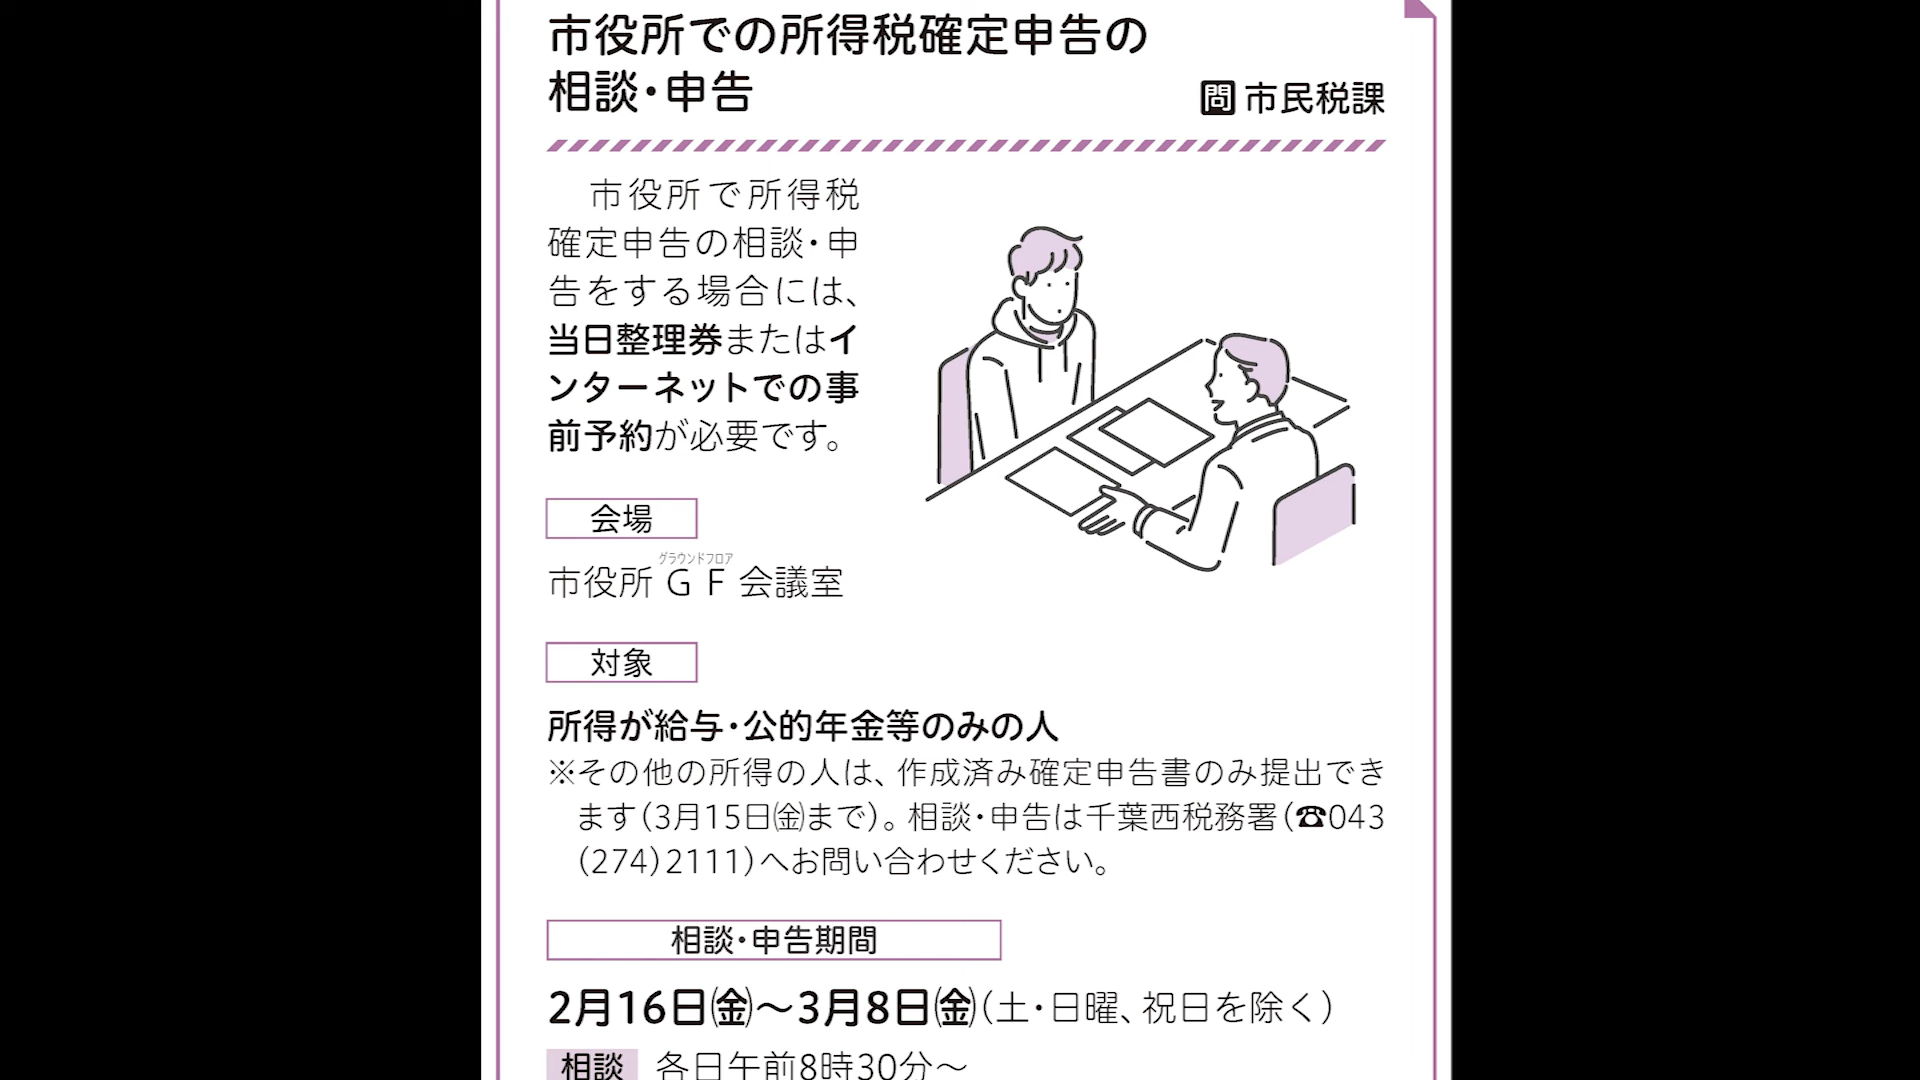 市役所での所得税確定申告の
相談・申告
問 市民税課
市役所で所得税
確定申告の相談・申
告をする場合には、
当日整理券またはイ
ンターネットでの事
前予約が必要です。
会場
グラウンドフロア
市役所 G F 会議室
対象
所得が給与・公的年金等のみの人
※その他の所得の人は、作成済み確定申告書のみ提出でき
ます(3月15日㈮まで)。相談・申告は千葉西税務署(☎043
(274)2111)へお問い合わせください。
相談・申告期間
2月16日㈮〜3月8日㈮(土・日曜、祝日を除く)
相談 各日午前8時30分〜